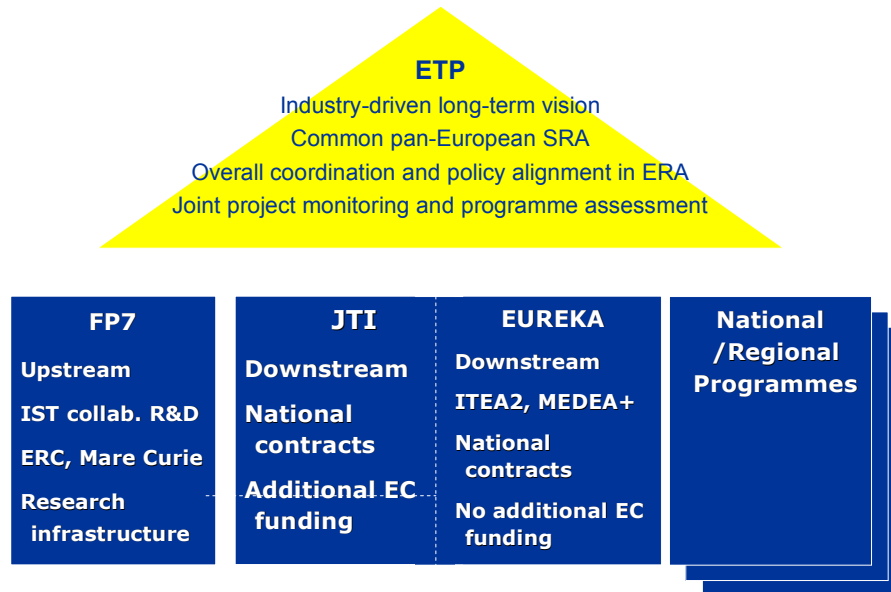 ETP
Industry-driven long-term vision
Common pan-European SRA
Overall coordination and policy alignment in ERA
Joint project monitoring and programme assessment
FP7
Upstream
IST collab. R&D
ERC, Mare Curie
Research
infrastructure
JTI
Downstream
National
contracts
Additional EC
funding
EUREKA
Downstream
ITEA2, MEDEA+
National
contracts
No additional EC
funding
National
/Regional
Programmes